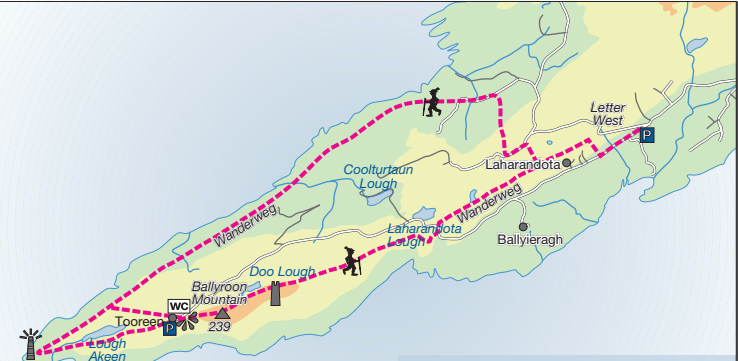 Letter
West
P
Laharandota
Coolturtaun
Lough
Wanderweg
Wanderweg
Laharandota
Lough
Ballyieragh
Doo Lough
Ballyroon
Mountain
WC
Tooreen
P
239
Lough
Akeen